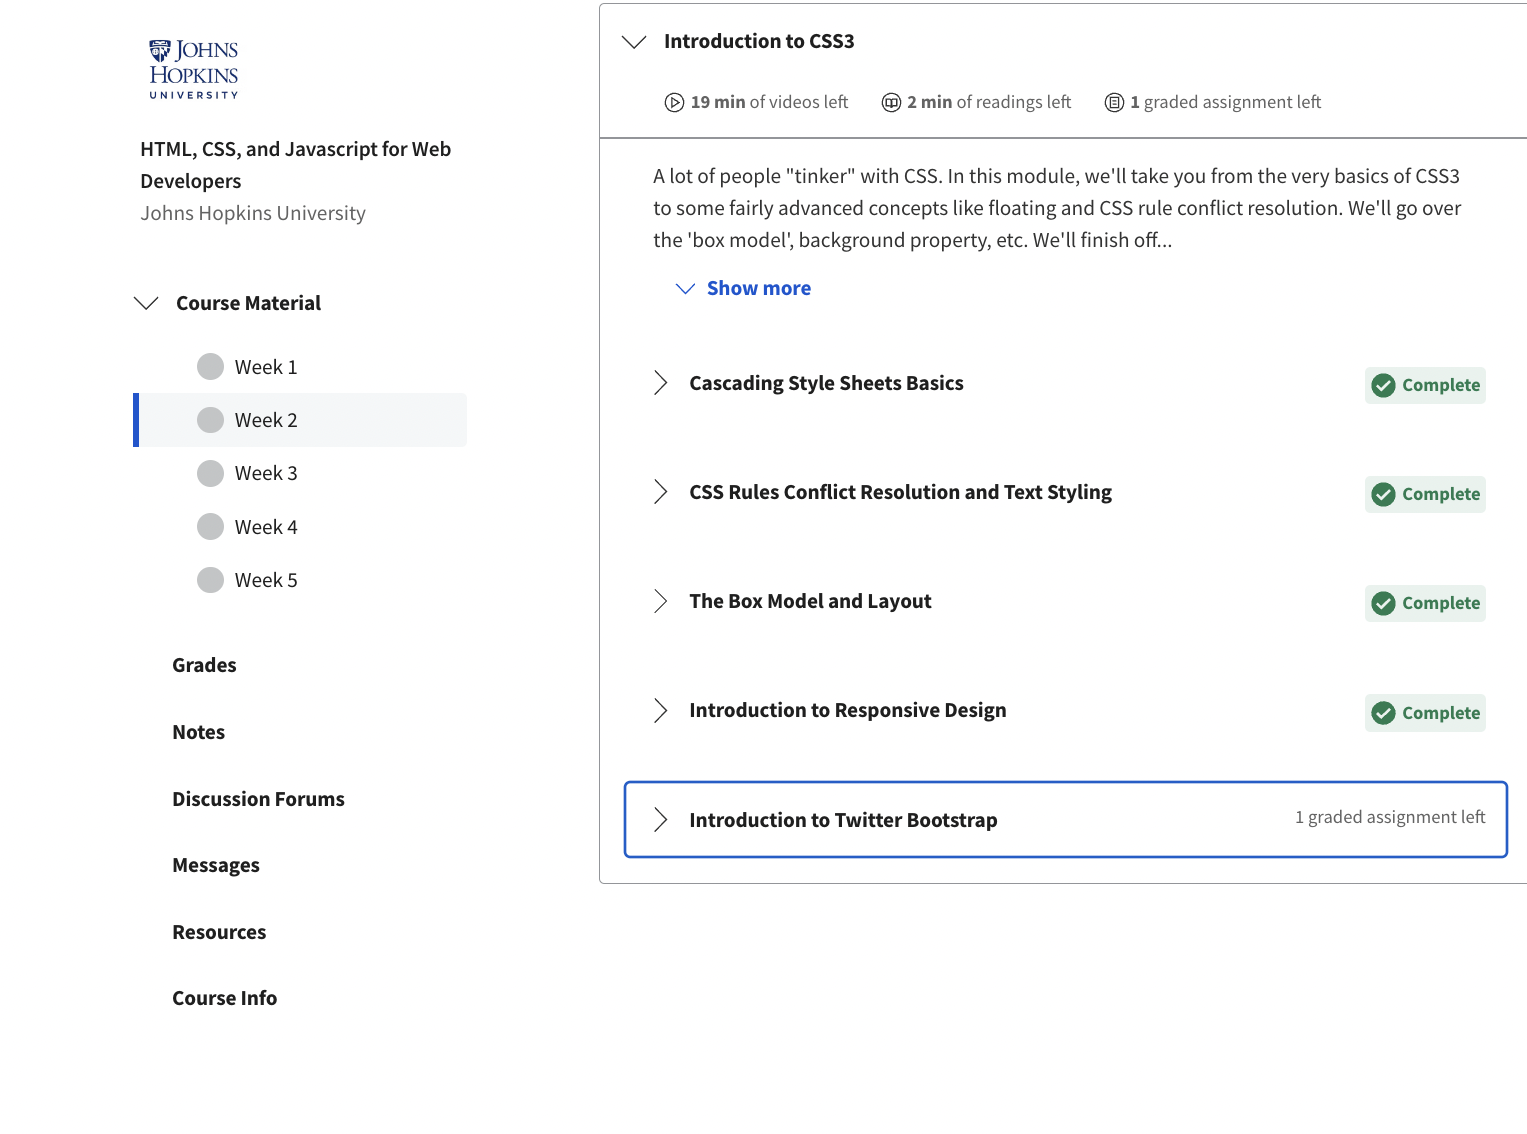 JOHNS
HOPKINS
UNIVERSITY
HTML, CSS, and Javascript for Web
Developers
Johns Hopkins University
Course Material
Week 1
Week 2
Week 3
Week 4
Week 5
Grades
Notes
Discussion Forums
Messages
Resources
Course Info
Introduction to CSS3
19 min of videos left 2 min of readings left 1 graded assignment left
A lot of people "tinker" with CSS. In this module, we'll take you from the very basics of CSS3
to some fairly advanced concepts like floating and CSS rule conflict resolution. We'll go over
the 'box model', background property, etc. We'll finish off...
Show more
Cascading Style Sheets Basics Complete
CSS Rules Conflict Resolution and Text Styling Complete
The Box Model and Layout Complete
Introduction to Responsive Design Complete
Introduction to Twitter Bootstrap 1 graded assignment left